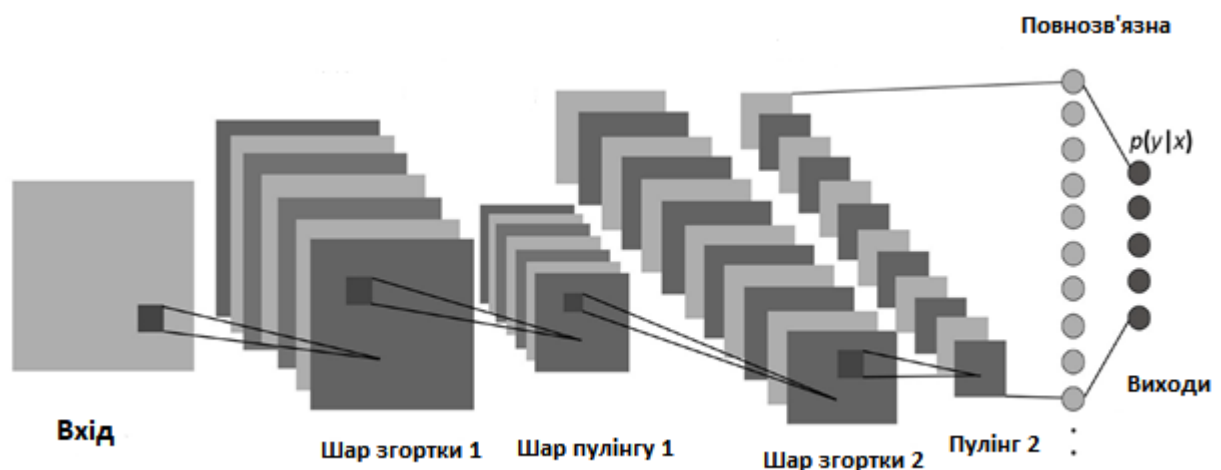 Повнозв'язна
p(y|x)
Вхід
Шар згортки 1
Шар пулінгу 1
Шар згортки 2
Пулінг 2
Виходи